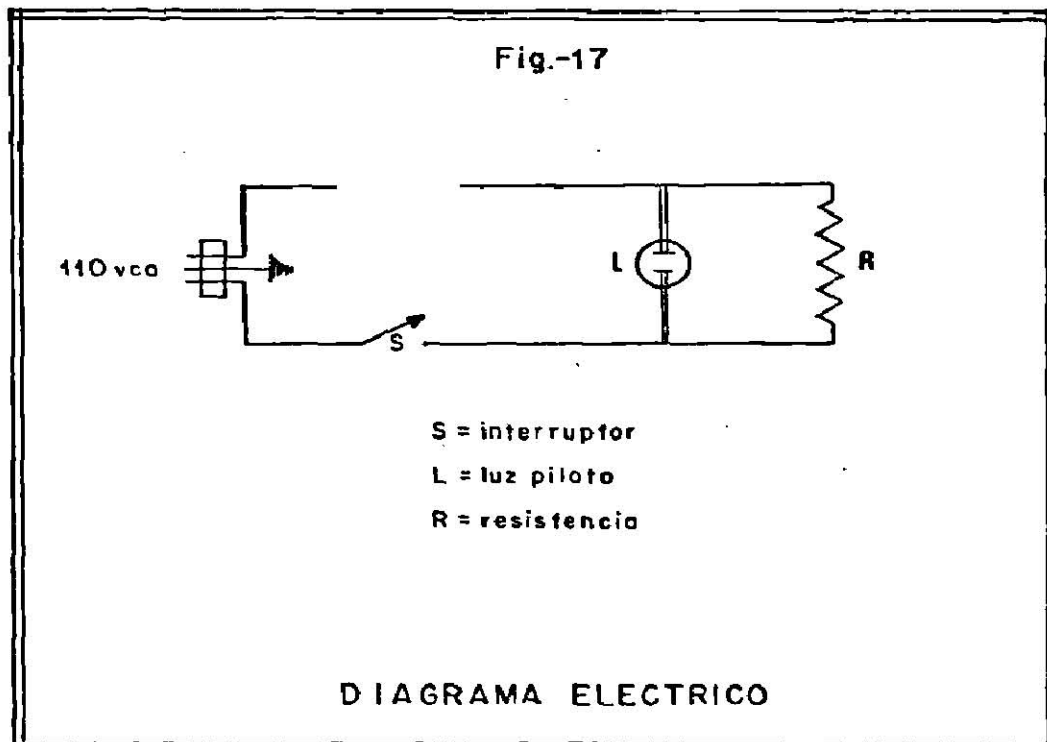 Fig.-17
110 vca
L
R
S
S = interruptor
L = luz piloto
R = resistencia
DIAGRAMA ELECTRICO